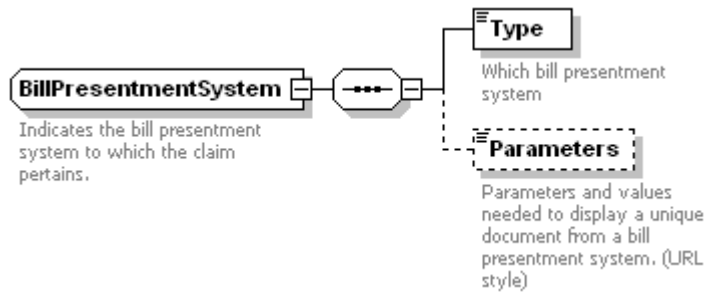 Type
Which bill presentment
system
BillPresentmentSystem
Indicates the bill presentment
system to which the claim
pertains.
Parameters
Parameters and values
needed to display a unique
document from a bill
presentment system. (URL
style)